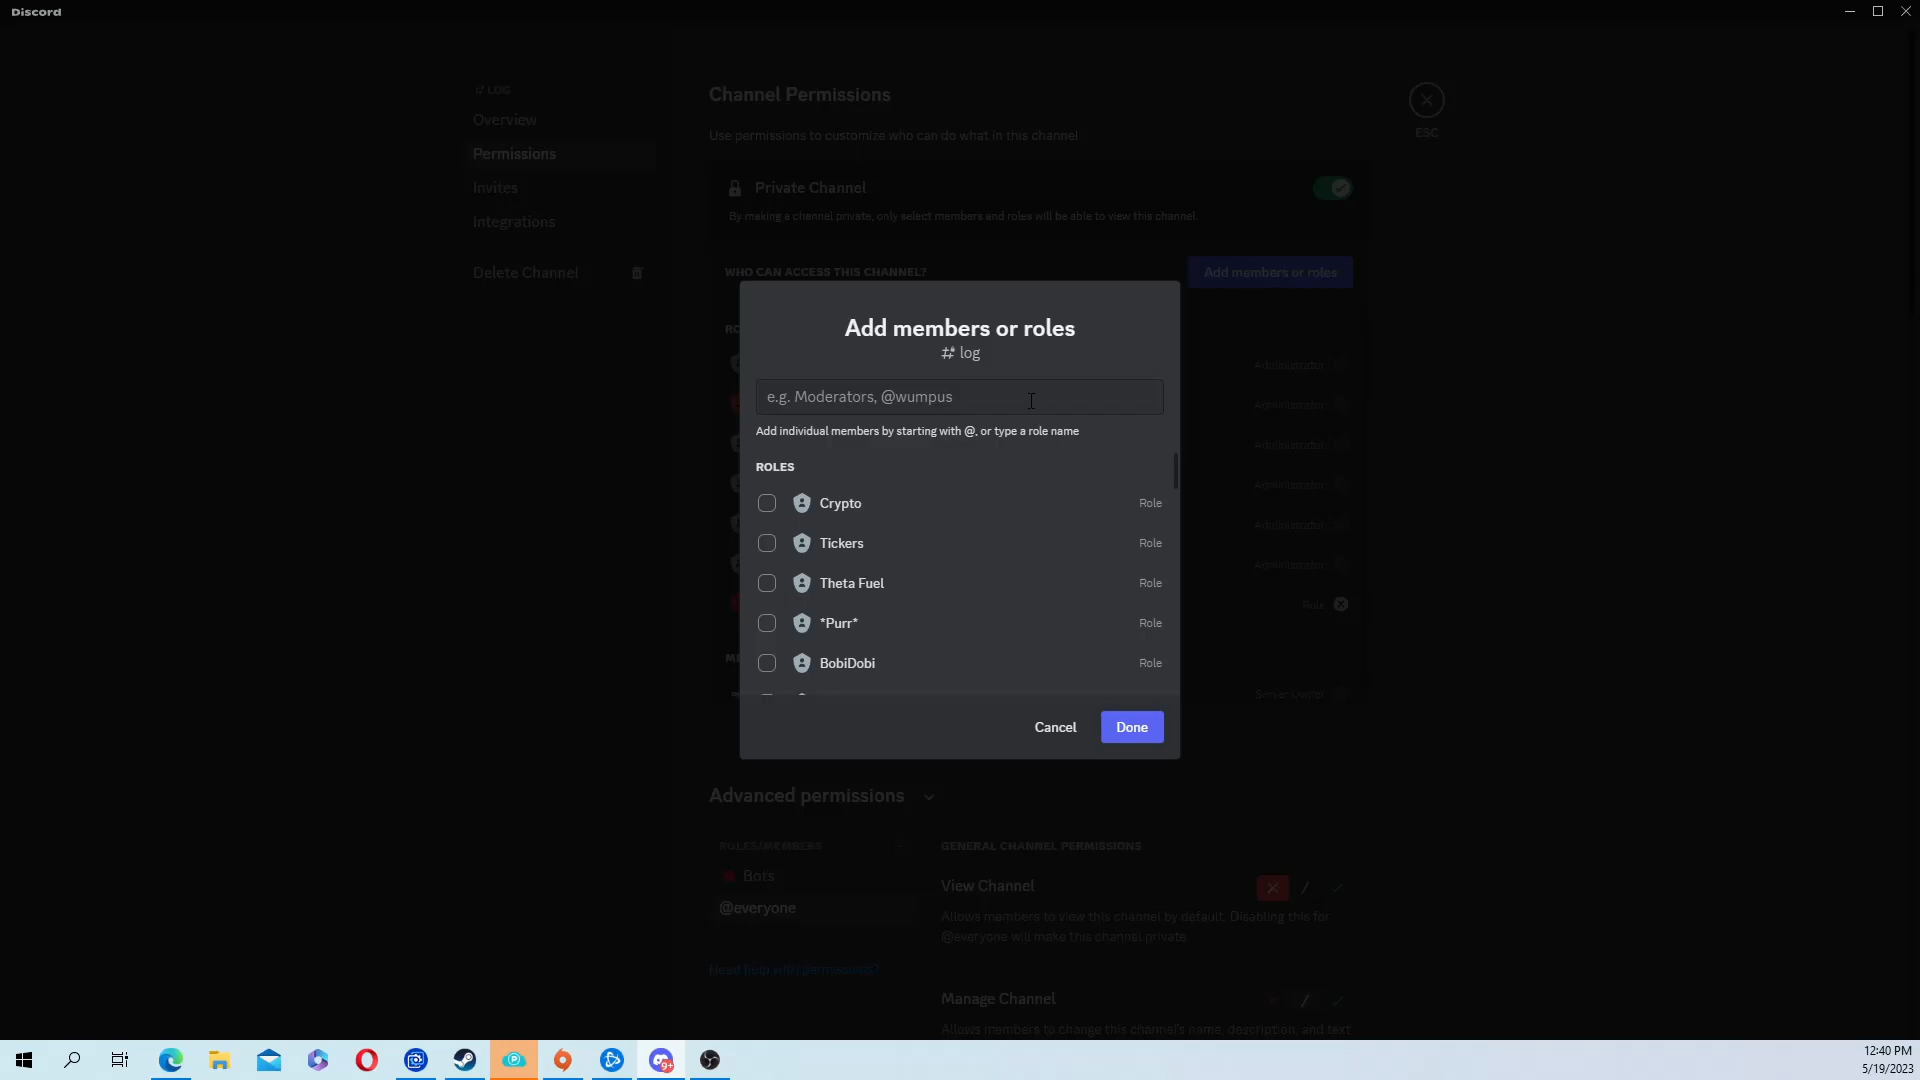 Discord
LOG
Overview
Permissions
Invites
Integrations
Delete Channel
Channel Permissions
Use permissions to customize who can do what in this channel
ESC
Private Channel
By making a channel private, only select members and roles will be able to view this channel.
WHO CAN ACCESS THIS CHANNEL?
Add members or roles
Add members or roles
log
e.g. Moderators, @wumpus
Add individual members by starting with @, or type a role name
ROLES
Crypto Role
Tickers Role
Theta Fuel Role
*Purr* Role
BobiDobi Role
Cancel Done
Administrator
Administrator
Administrator
Administrator
Administrator
Administrator
Role
Server Owner
Advanced permissions
ROLES/MEMBERS
Bots
@everyone
Need help with permissions?
GENERAL CHANNEL PERMISSIONS
View Channel
Allows members to view this channel by default. Disabling this for
@everyone will make this channel private.
Manage Channel
Allows members to change this channel's name, description, and text
9+
12:40 PM
5/19/2023